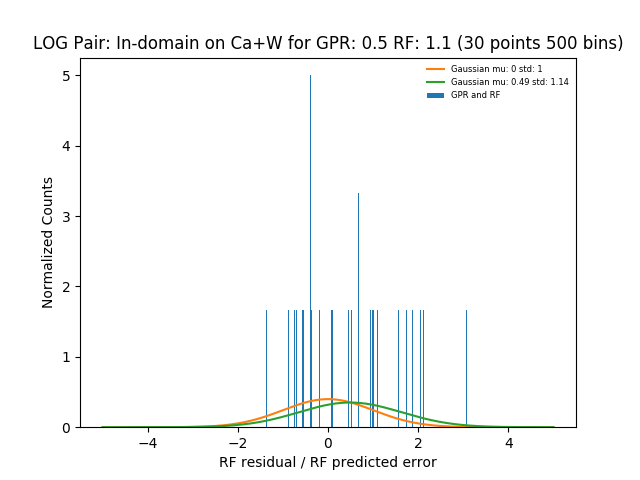 LOG Pair: In-domain on Ca+W for GPR: 0.5 RF: 1.1 (30 points 500 bins)
Gaussian mu: 0 std: 1
Gaussian mu: 0.49 std: 1.14
GPR and RF
Normalized Counts
5
4
3
2
1
0
−4 −2 0 2 4
RF residual / RF predicted error